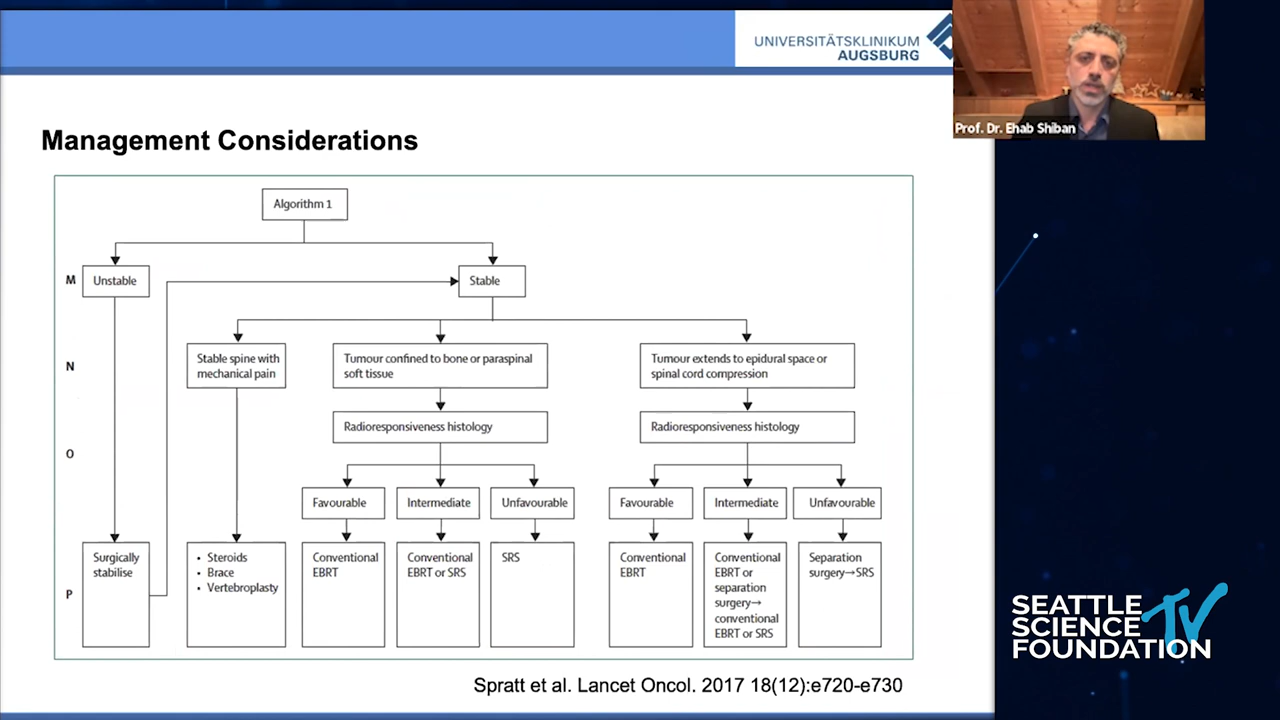 UNIVERSITÄTSKLINIKUM
AUGSBURG
Prof. Dr. Ehab Shiban
Management Considerations
Algorithm 1
M
Unstable
Stable
N
Stable spine with
mechanical pain
Tumour confined to bone or paraspinal
soft tissue
Tumour extends to epidural space or
spinal cord compression
Radioresponsiveness histology
Radioresponsiveness histology
O
Favourable
Intermediate
Unfavourable
Favourable
Intermediate
Unfavourable
P
Surgically
stabilise
• Steroids
• Brace
• Vertebroplasty
Conventional
EBRT
Conventional
EBRT or SRS
SRS
Conventional
EBRT
Conventional
EBRT or
separation
surgery→
conventional
EBRT or SRS
Separation
surgery→SRS
Spratt et al. Lancet Oncol. 2017 18(12):e720-e730
SEATTLE
SCIENCE
FOUNDATION
TV